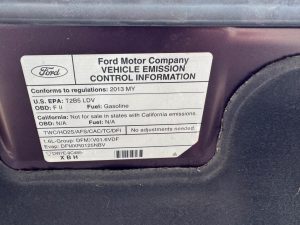 Ford
Ford Motor Company
VEHICLE EMISSION
CONTROL INFORMATION
Conforms to regulations: 2013 MY
U.S. EPA: T2B5 LDV
OBD: F II Fuel: Gasoline
California: Not for sale in states with California emissions.
OBD: N/A Fuel: N/A
TWC/HO2S/AFS/CAC/TC/DFI No adjustments needed.
1.6L-Group: DFMXV01.6VDF
Evap: DFMXR0125NBV
X B H